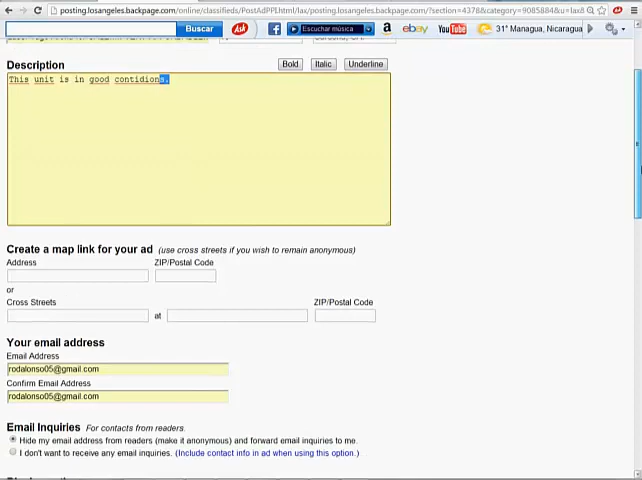 posting.losangeles.backpage.com/online/classifieds/PostAdPPI.html/lax/posting.losangeles.backpage.com/?section=4378&category=9085884&u=lax&
Buscar
Ask
Escuchar música
a
ebay
YouTube
31° Managua, Nicaragua
Description
Bold
Italic
Underline
This unit is in good contidions.
Create a map link for your ad (use cross streets if you wish to remain anonymous)
Address
ZIP/Postal Code
or
Cross Streets
ZIP/Postal Code
at
Your email address
Email Address
rodalonso05@gmail.com
Confirm Email Address
rodalonso05@gmail.com
Email Inquiries For contacts from readers.
Hide my email address from readers (make it anonymous) and forward email inquiries to me.
I don't want to receive any email inquiries. (Include contact info in ad when using this option.)